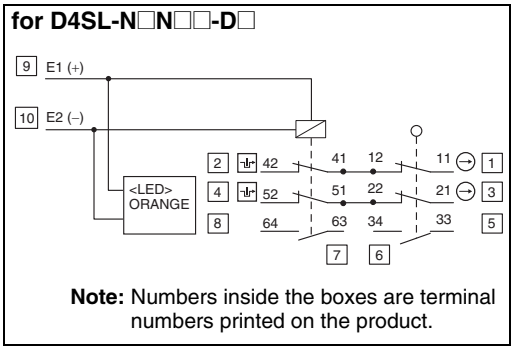 for D4SL-N□N□□-D□
9 E1 (+)
10 E2 (−)
2 42 41 12 11 1
<LED> 4 52 51 22 21 3
ORANGE
8 64 63 34 33 5
7 6
Note: Numbers inside the boxes are terminal
numbers printed on the product.